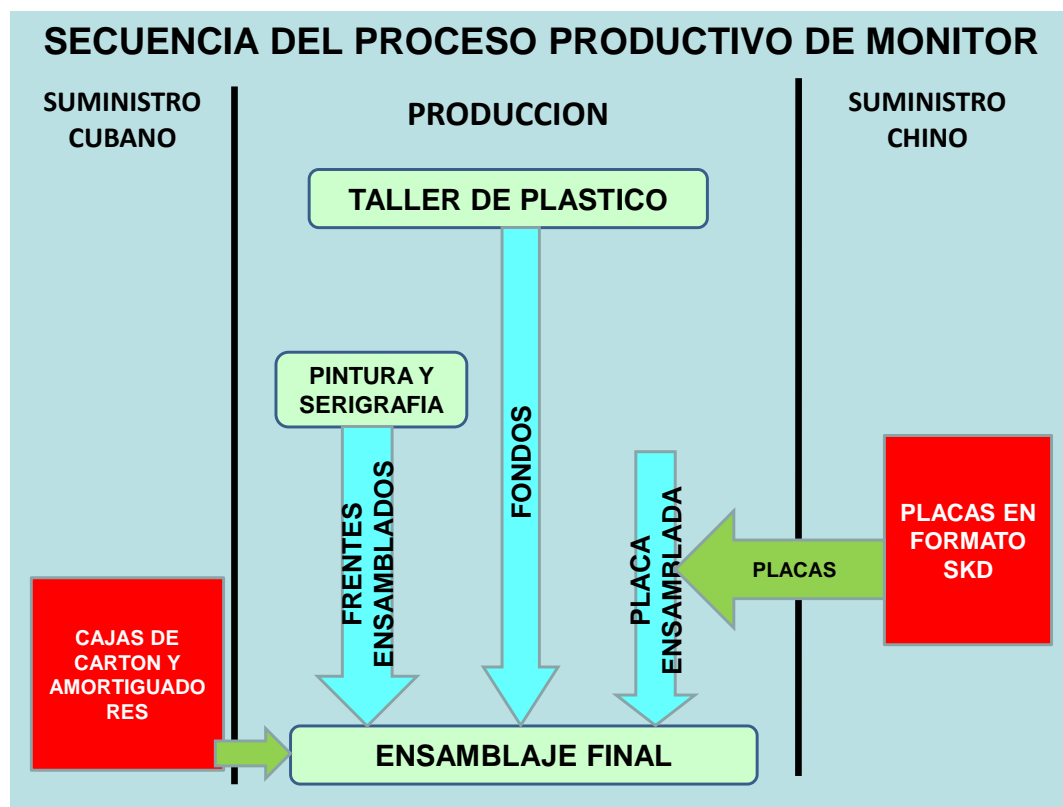 SECUENCIA DEL PROCESO PRODUCTIVO DE MONITOR
SUMINISTRO
CUBANO
PRODUCCION
SUMINISTRO
CHINO
TALLER DE PLASTICO
PINTURA Y
SERIGRAFIA
FRENTES
ENSAMBLADOS
FONDOS
PLACA
ENSAMBLADA
PLACAS
PLACAS EN
FORMATO
SKD
CAJAS DE
CARTON Y
AMORTIGUADO
RES
ENSAMBLAJE FINAL